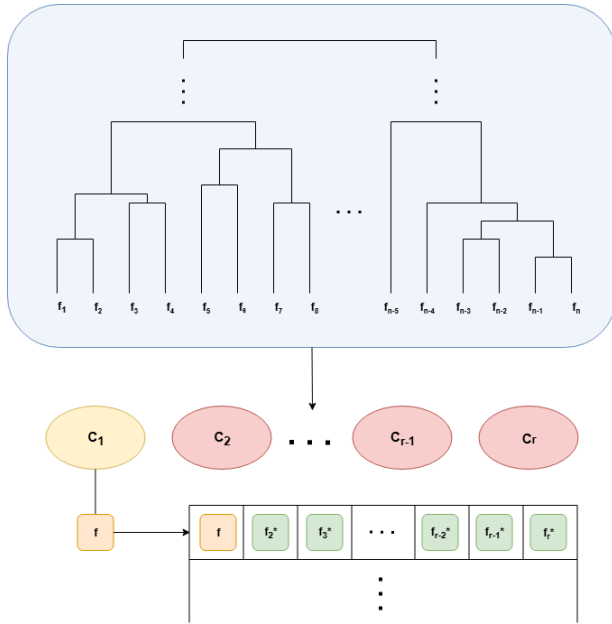 f₁ f₂ f₃ f₄ f₅ f₆ f₇ f₈ . . . fₙ₋₅ fₙ₋₄ fₙ₋₃ fₙ₋₂ fₙ₋₁ fₙ
C₁ C₂ . . . Cᵣ₋₁ Cᵣ
f f f₂* f₃* . . . fᵣ₋₂* fᵣ₋₁* fᵣ*